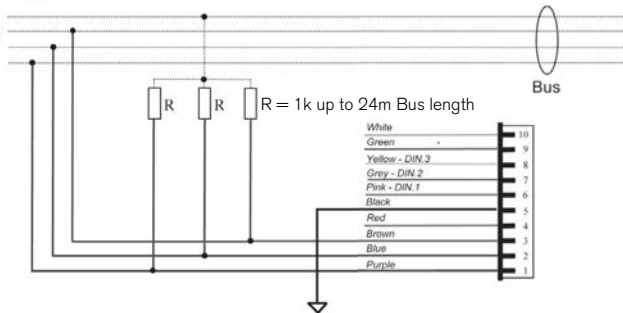 Bus
R
R
R = 1k up to 24m Bus length
White
10
Green -
9
Yellow - DIN.3
8
Grey - DIN.2
7
Pink - DIN.1
6
Black
5
Red
4
Brown
3
Blue
2
Purple
1